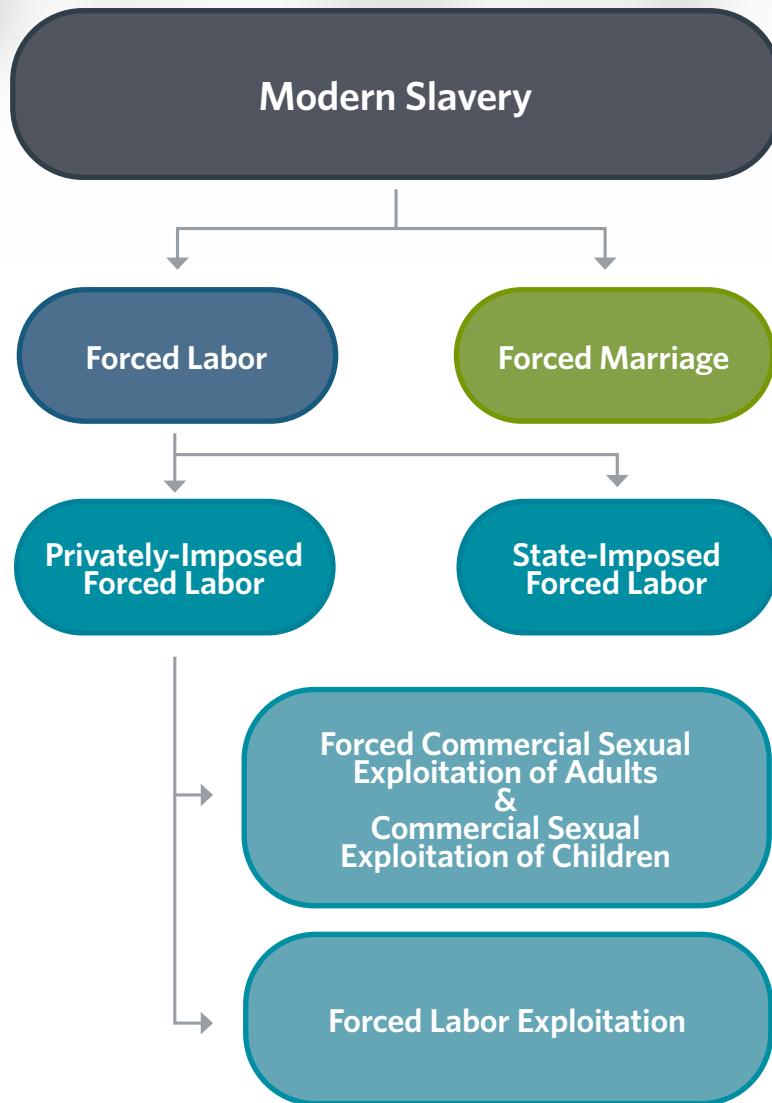 Modern Slavery
Forced Labor
Forced Marriage
Privately-Imposed
Forced Labor
State-Imposed
Forced Labor
Forced Commercial Sexual
Exploitation of Adults
&
Commercial Sexual
Exploitation of Children
Forced Labor Exploitation